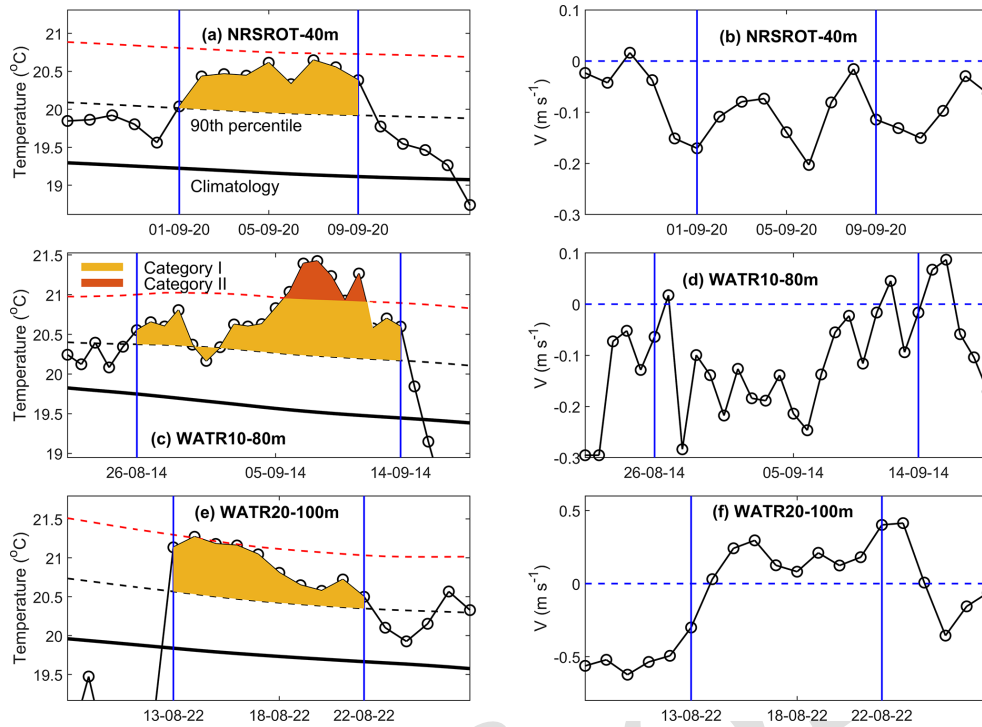 (a) NRSROT-40m
Temperature (°C)
21
20.5
20
19.5
19
90th percentile
Climatology
01-09-20 05-09-20 09-09-20
(b) NRSROT-40m
V (m s⁻¹)
0.1
0
-0.1
-0.2
-0.3
01-09-20 05-09-20 09-09-20
Category I
Category II
Temperature (°C)
21.5
21
20.5
20
19.5
19
(c) WATR10-80m
26-08-14 05-09-14 14-09-14
(d) WATR10-80m
V (m s⁻¹)
0.1
0
-0.1
-0.2
-0.3
26-08-14 05-09-14 14-09-14
(e) WATR20-100m
Temperature (°C)
21.5
21
20.5
20
19.5
13-08-22 18-08-22 22-08-22
(f) WATR20-100m
V (m s⁻¹)
0.5
0
-0.5
13-08-22 18-08-22 22-08-22